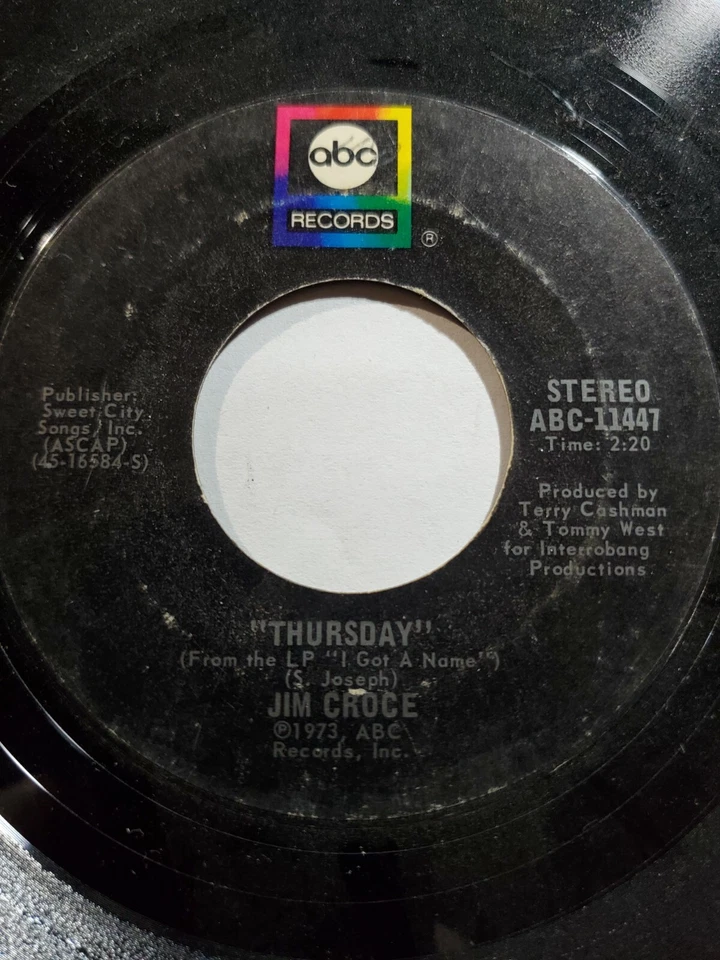 abc
RECORDS
®
Publisher:
Sweet City
Songs, Inc.
(ASCAP)
(45-16584-S)
STEREO
ABC-11447
Time: 2:20
Produced by
Terry Cashman
& Tommy West
for Interrobang
Productions
"THURSDAY"
(From the LP "I Got A Name")
(S. Joseph)
JIM CROCE
℗1973, ABC
Records, Inc.